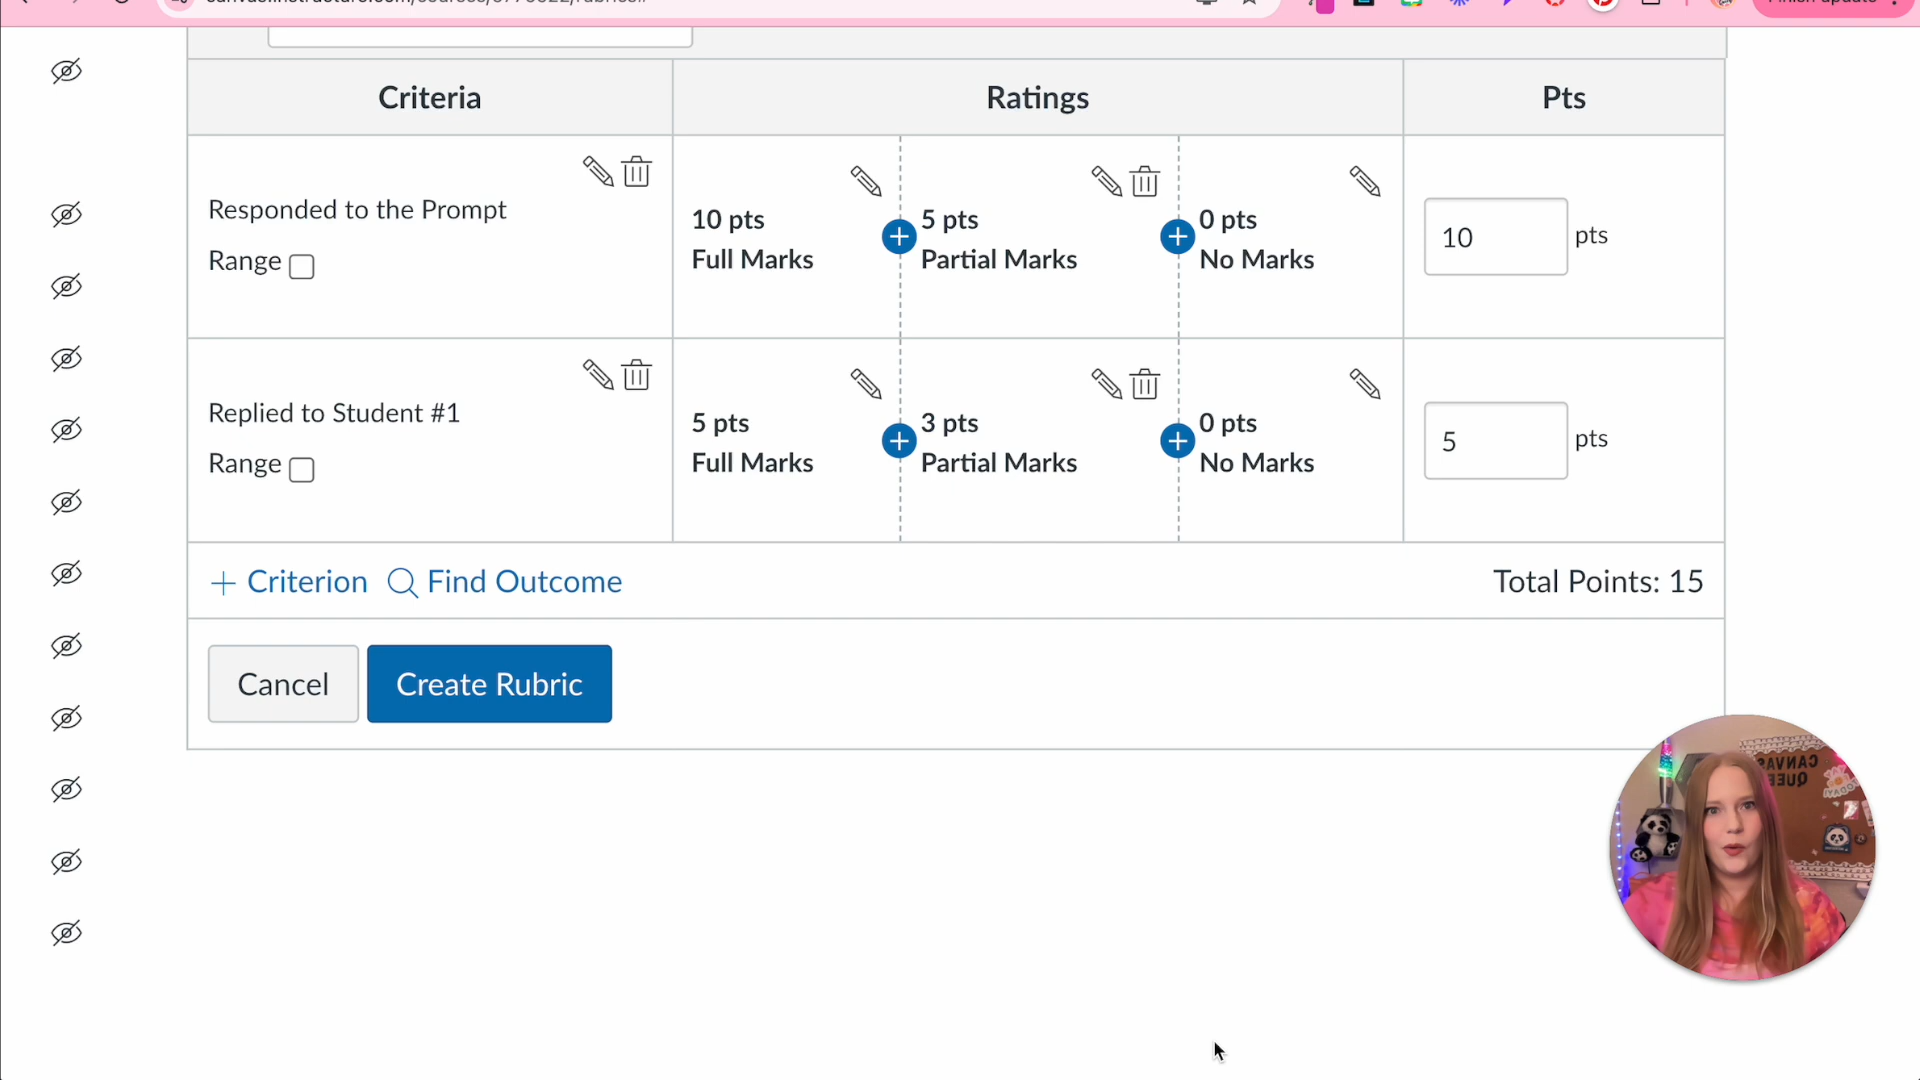 Criteria
Ratings
Pts
Responded to the Prompt
Range
10 pts
Full Marks
5 pts
Partial Marks
0 pts
No Marks
10
pts
Replied to Student #1
Range
5 pts
Full Marks
3 pts
Partial Marks
0 pts
No Marks
5
pts
Criterion
Find Outcome
Total Points: 15
Cancel
Create Rubric
CANVAS
QUEE
TODAY!